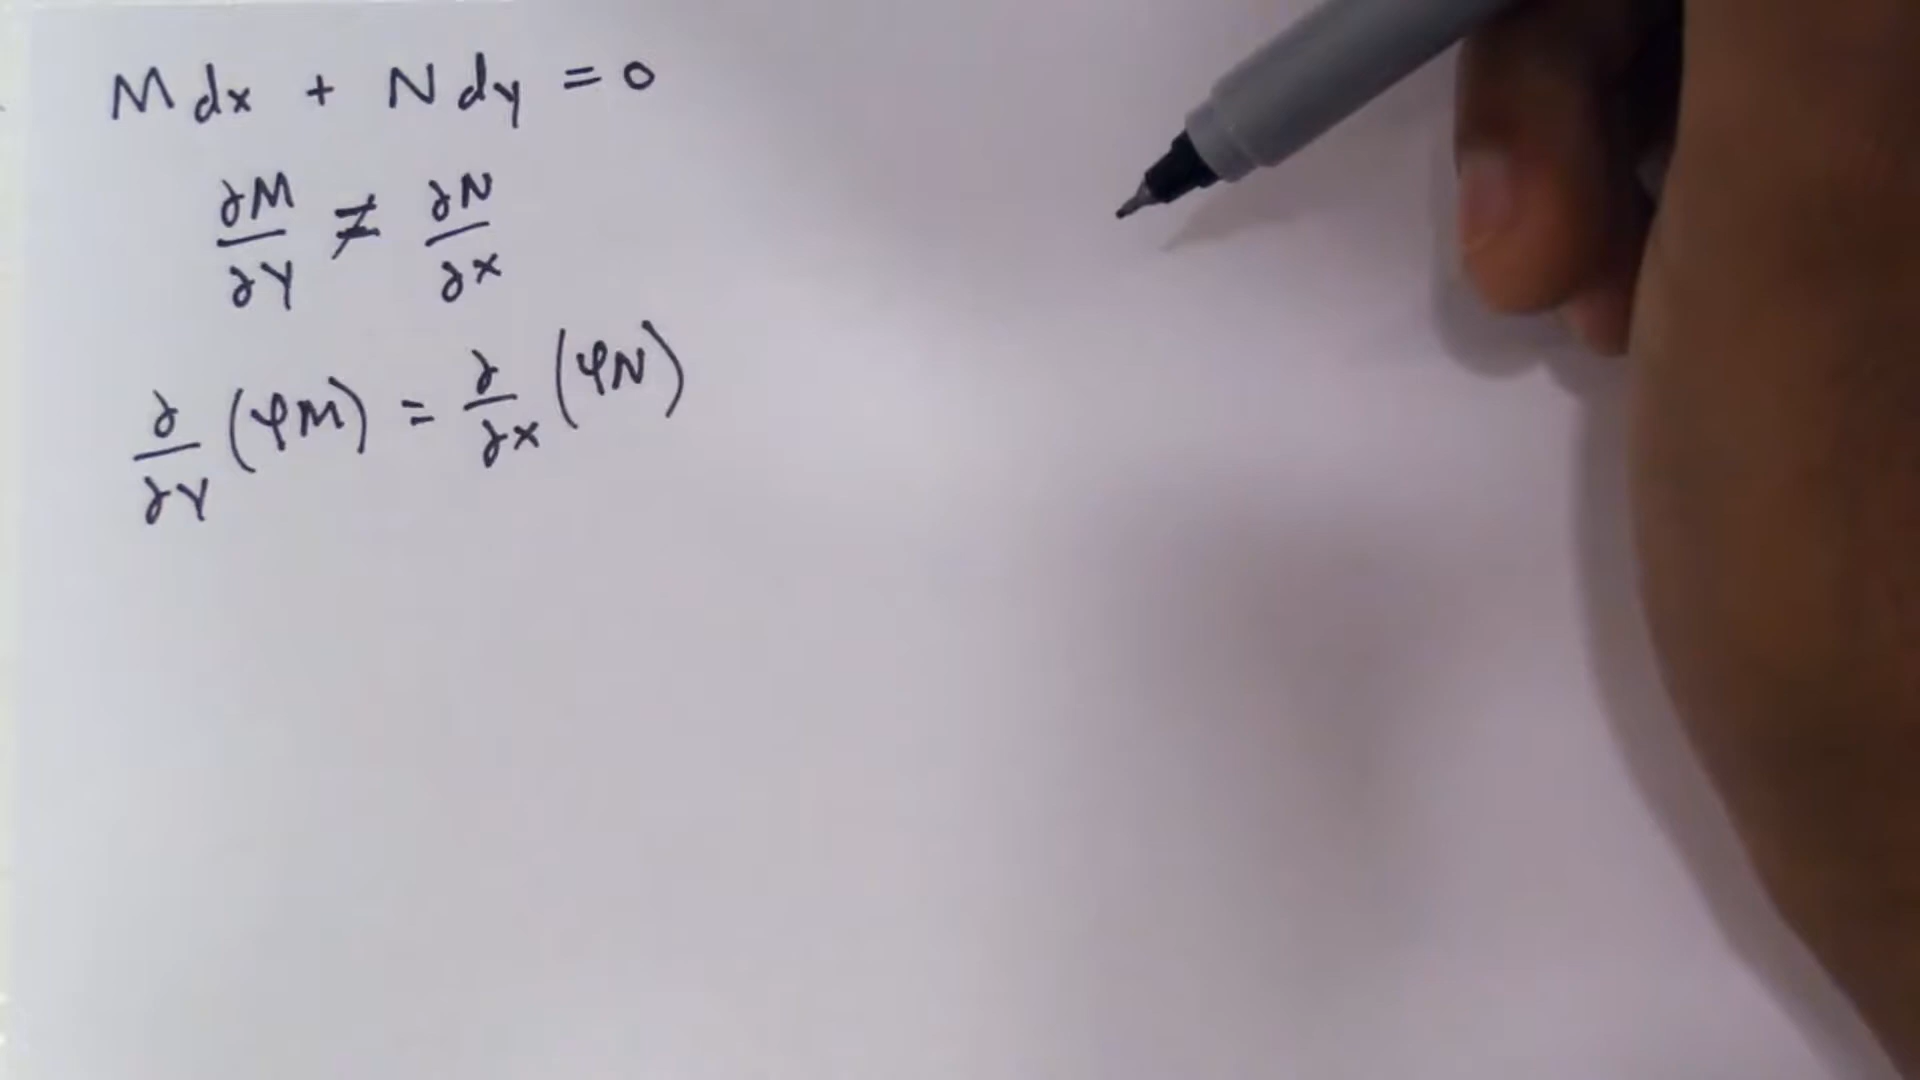 M dx + N dy = 0
∂M/∂y ≠ ∂N/∂x
∂/∂y (φM) = ∂/∂x (φN)